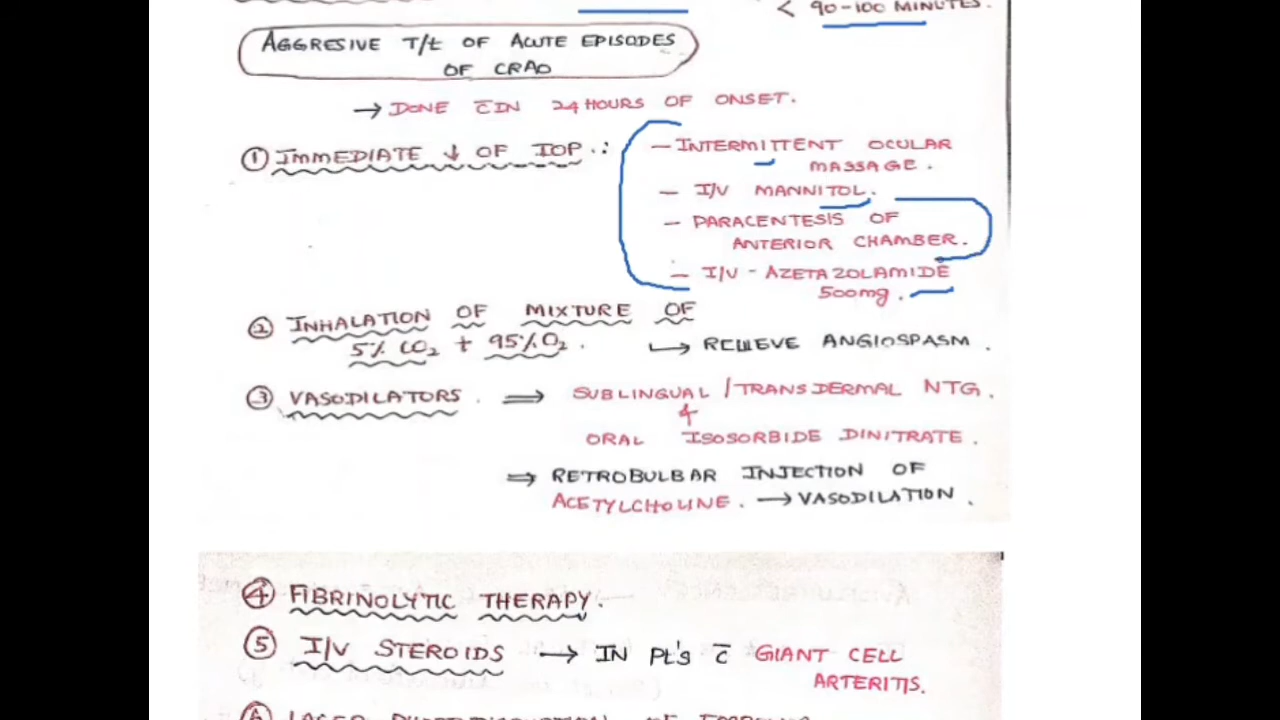 < 90-100 MINUTES.
AGGRESIVE T/t OF ACUTE EPISODES
OF CRAO
→ DONE c̄IN 24 HOURS OF ONSET.
① IMMEDIATE ↓ OF IOP.:
- INTERMITTENT OCULAR
MASSAGE.
- I/V MANNITOL.
- PARACENTESIS OF
ANTERIOR CHAMBER.
- I/V - AZETAZOLAMIDE
500mg.
② INHALATION OF MIXTURE OF
5% CO₂ + 95% O₂. ↳ RELIEVE ANGIOSPASM.
③ VASODILATORS. ⇒ SUBLINGUAL / TRANSDERMAL NTG.
&
ORAL ISOSORBIDE DINITRATE.
⇒ RETROBULBAR INJECTION OF
ACETYLCHOLINE. → VASODILATION.
④ FIBRINOLYTIC THERAPY.
⑤ I/V STEROIDS → IN Pt's c̄ GIANT CELL
ARTERITIS.